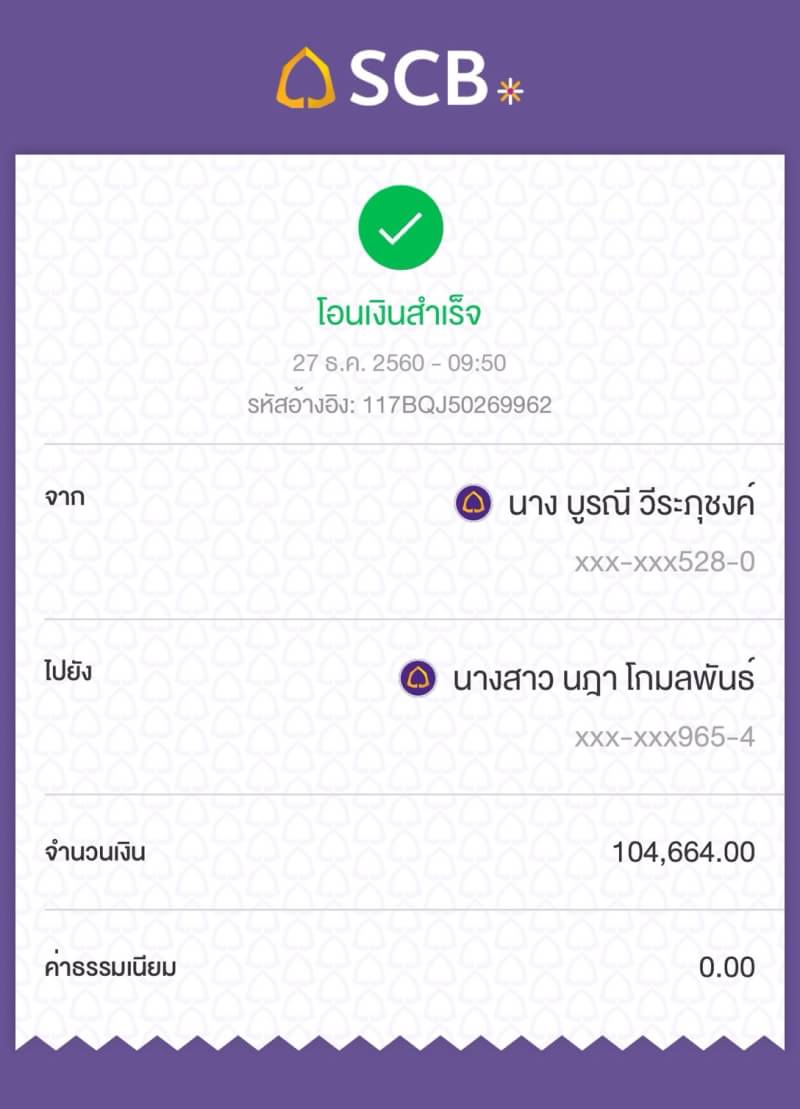 SCB
โอนเงินสำเร็จ
27 ธ.ค. 2560 - 09:50
รหัสอ้างอิง: 117BQJ50269962
จาก
นาง บูรณี วีระภุชงค์
xxx-xxx528-0
ไปยัง
นางสาว นฎา โกมลพันธ์
xxx-xxx965-4
จำนวนเงิน
104,664.00
ค่าธรรมเนียม
0.00